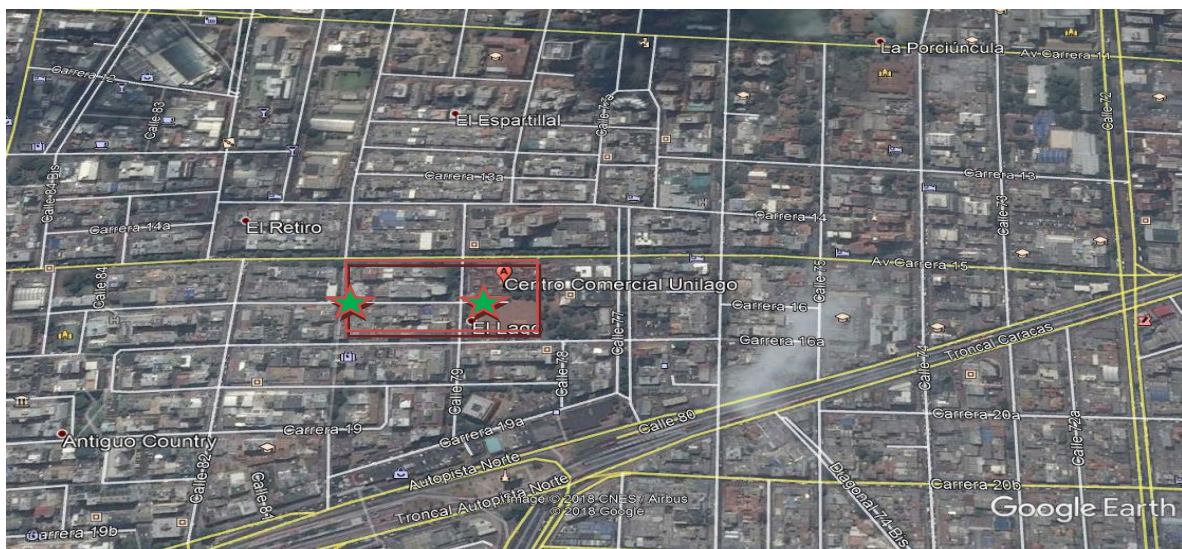 La Porciúncula
Av Carrera 11
Carrera 12
Calle 83
El Espartillal
Calle 77a
Calle 72
Calle 84 Bis
Carrera 13a
Carrera 13
Carrera 14a
El Retiro
Carrera 14
Calle 73
Av Carrera 15
Calle 84
A
Centro Comercial Unilago
Calle 75
Carrera 16
El Lago
Calle 77
Carrera 16a
Troncal Caracas
Calle 78
Calle 79
Calle 74
Antiguo Country
Carrera 19
Carrera 19a
Calle 80
Carrera 20a
Calle 72a
Calle 82
Calle 84
Autopista Norte
Troncal Autopista Norte
Diagonal 74 Bis
Carrera 20b
Image © 2018 CNES / Airbus
© 2018 Google
Google Earth
Carrera 19b